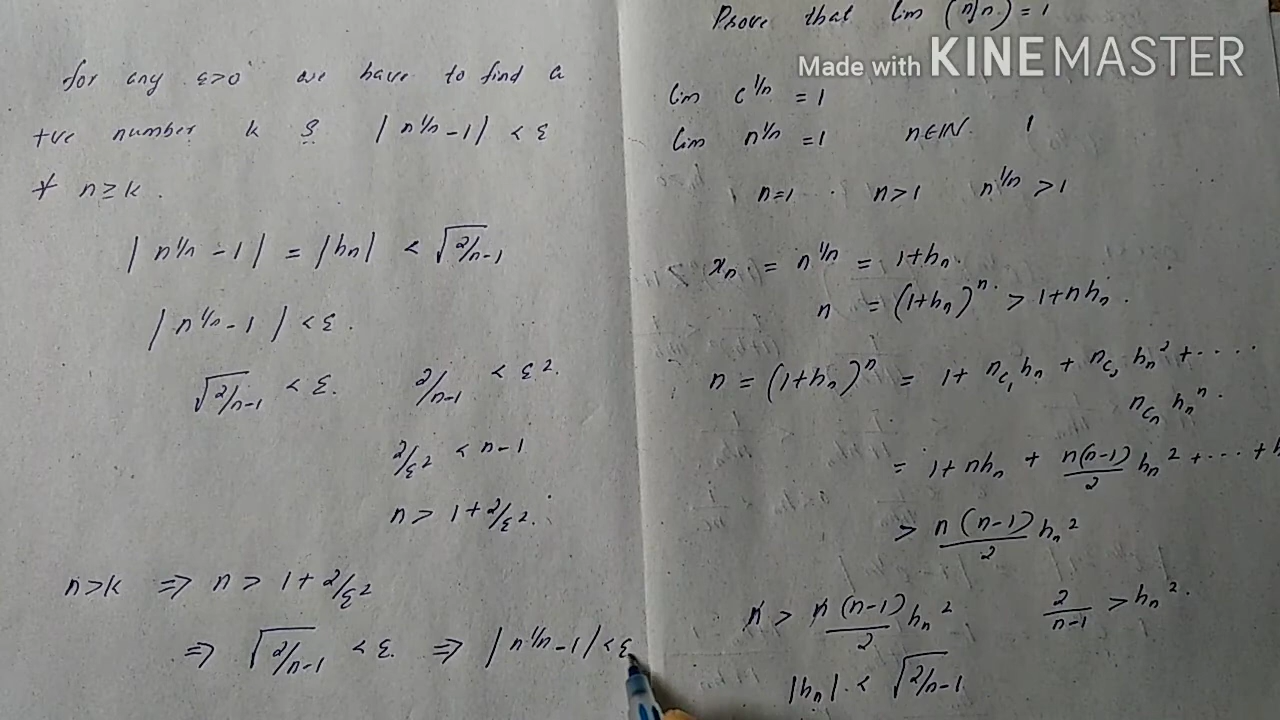 Prove that lim (n√n) = 1
Made with KINEMASTER
lim c^1/n = 1
lim n^1/n = 1 n∈IN. 1
n=1 . n>1 n^1/n >1
xₙ = n^1/n = 1+hₙ.
n = (1+hₙ)ⁿ > 1+nhₙ.
n = (1+hₙ)ⁿ = 1 + nc₁ hₙ + nc₂ hₙ² + ....
ncₙ hₙⁿ.
= 1+nhₙ + n(n-1)/2 hₙ² + ... + h
> n(n-1)/2 hₙ²
n > n(n-1)/2 hₙ² 2/n-1 > hₙ².
|hₙ| < √2/n-1
for any ε>0 we have to find a
+ve number k ∋ |n^1/n -1| < ε
∀ n≥k.
|n^1/n -1| = |hₙ| < √2/n-1
|n^1/n -1| < ε.
√2/n-1 < ε. 2/n-1 < ε².
2/ε² < n-1
n > 1+2/ε².
n>k ⇒ n > 1+2/ε²
⇒ √2/n-1 < ε. ⇒ |n^1/n -1| < ε